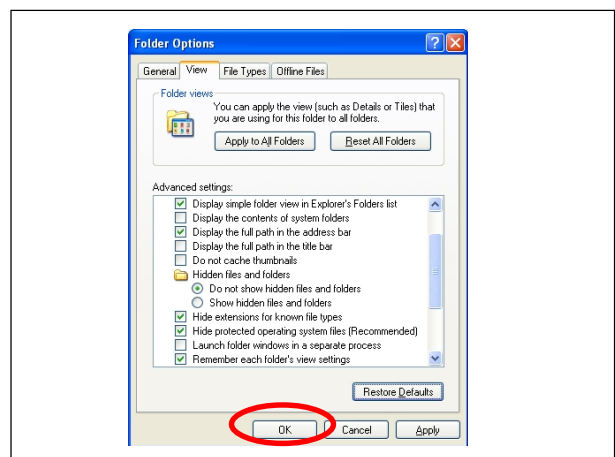 Folder Options
General View File Types Offline Files
Folder views
You can apply the view (such as Details or Tiles) that
you are using for this folder to all folders.
Apply to All Folders Reset All Folders
Advanced settings:
Display simple folder view in Explorer's Folders list
Display the contents of system folders
Display the full path in the address bar
Display the full path in the title bar
Do not cache thumbnails
Hidden files and folders
Do not show hidden files and folders
Show hidden files and folders
Hide extensions for known file types
Hide protected operating system files (Recommended)
Launch folder windows in a separate process
Remember each folder's view settings
Restore Defaults
OK Cancel Apply